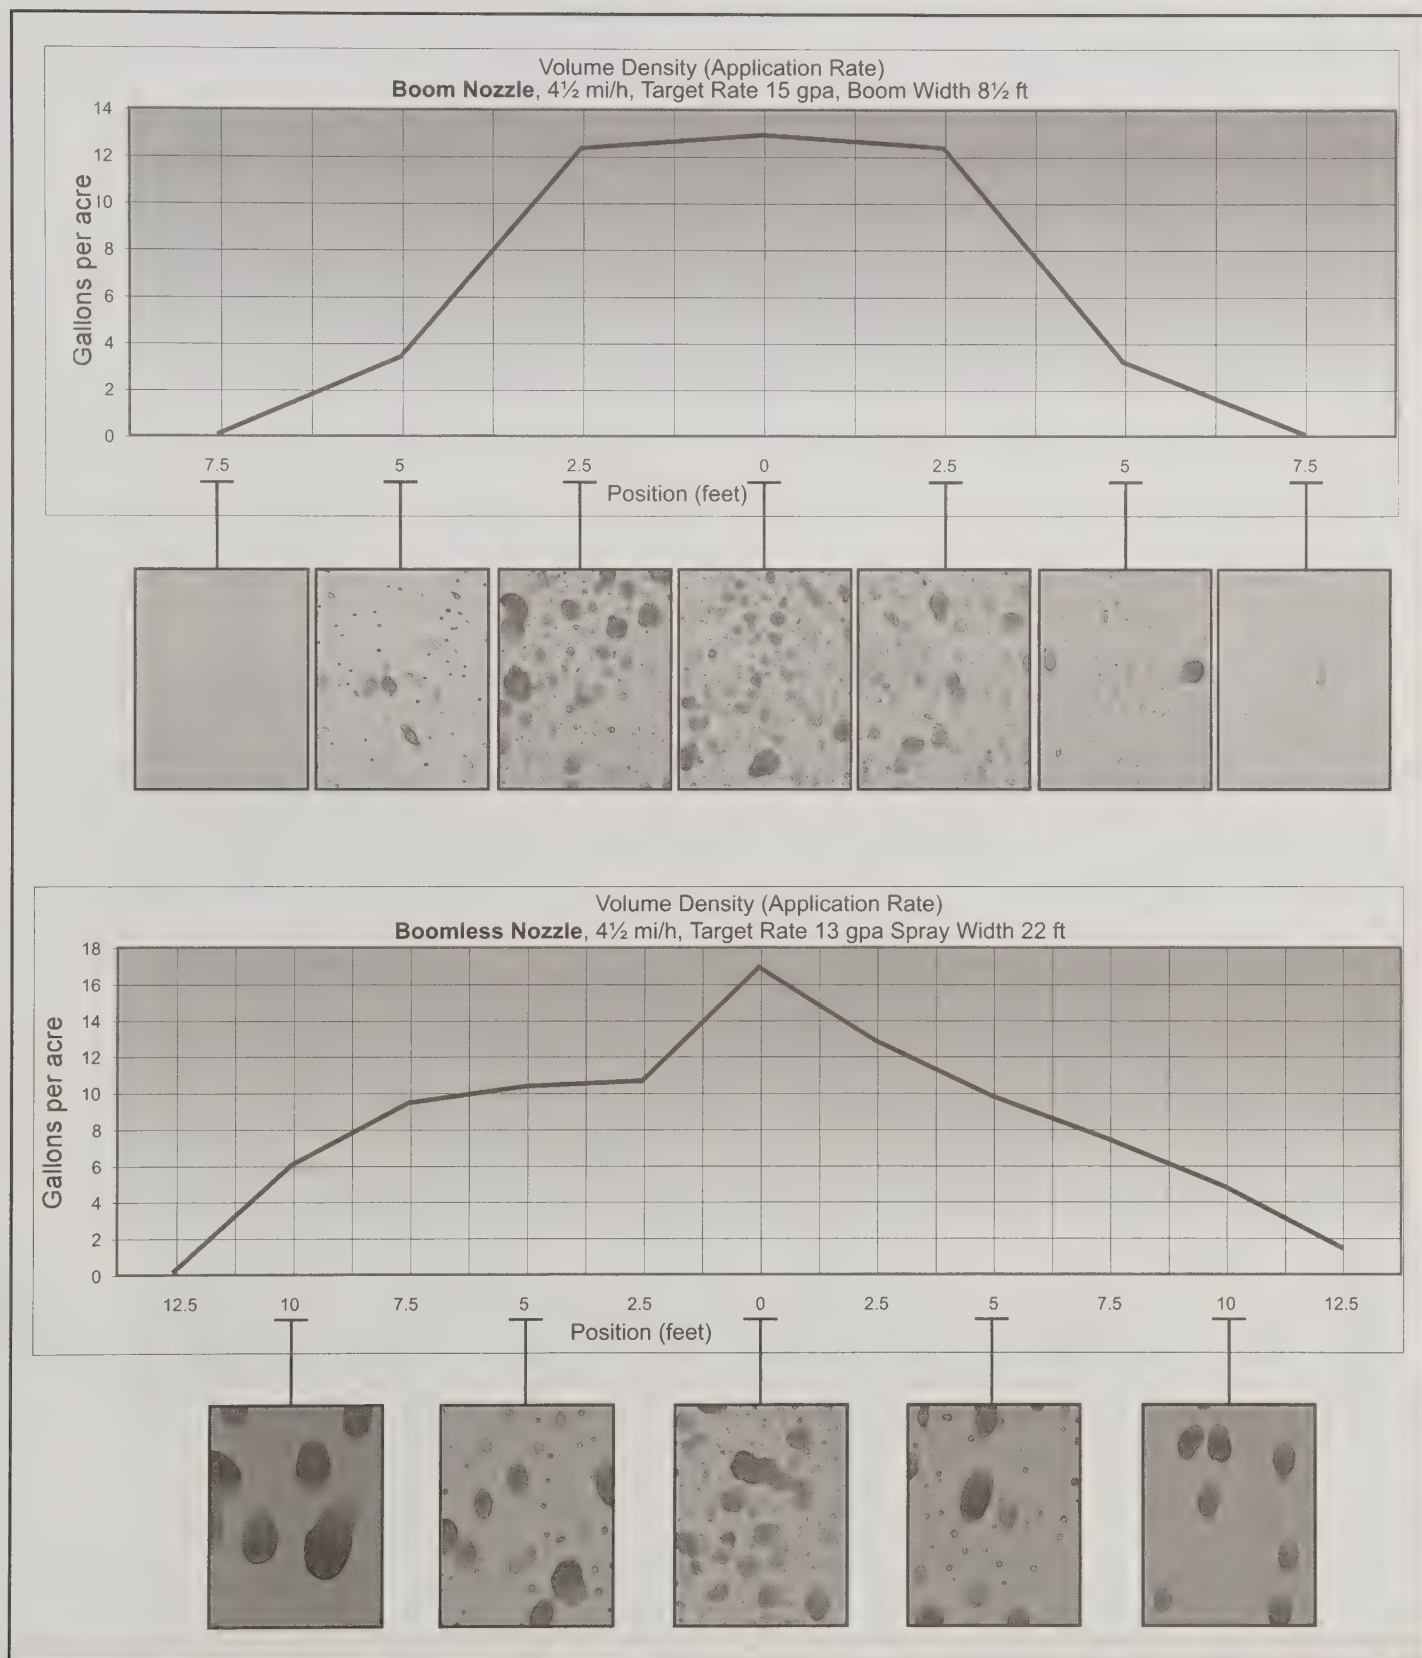 Volume Density (Application Rate)
Boom Nozzle, 4½ mi/h, Target Rate 15 gpa, Boom Width 8½ ft
Gallons per acre
14
12
10
8
6
4
2
0
7.5 5 2.5 0 2.5 5 7.5
Position (feet)
Volume Density (Application Rate)
Boomless Nozzle, 4½ mi/h, Target Rate 13 gpa Spray Width 22 ft
Gallons per acre
18
16
14
12
10
8
6
4
2
0
12.5 10 7.5 5 2.5 0 2.5 5 7.5 10 12.5
Position (feet)